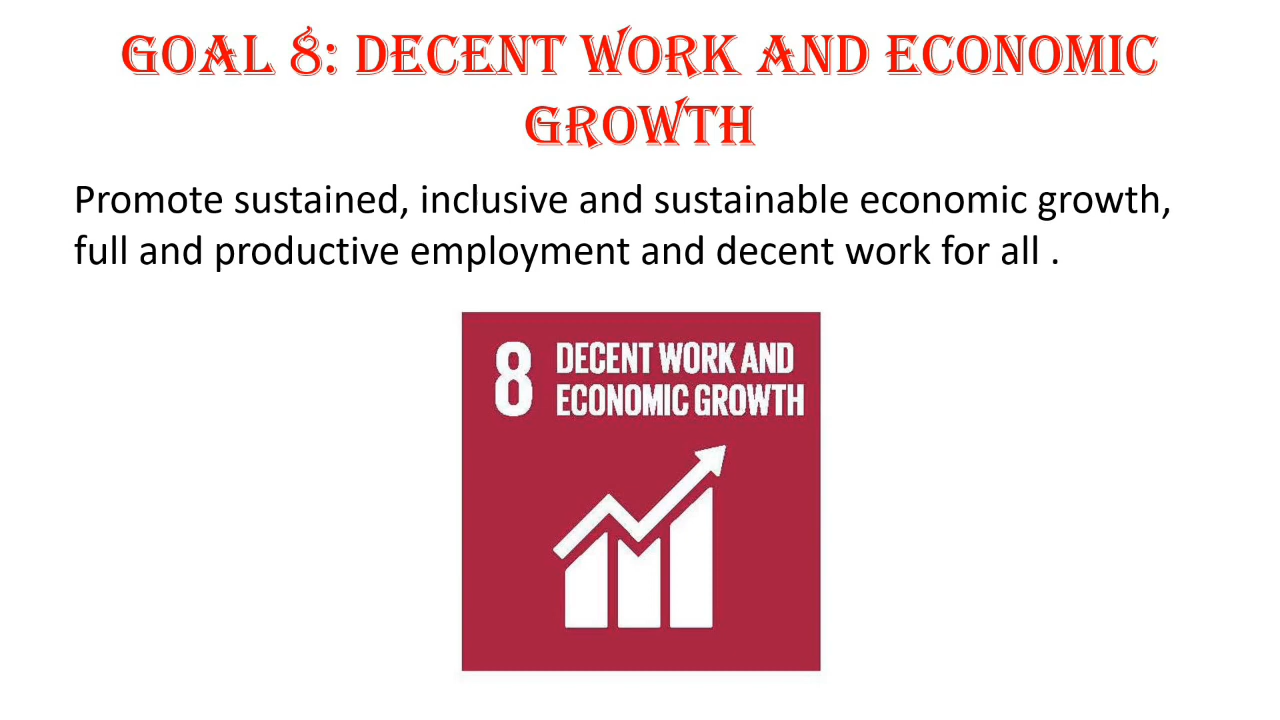 GOAL 8: DECENT WORK AND ECONOMIC
GROWTH
Promote sustained, inclusive and sustainable economic growth,
full and productive employment and decent work for all .
8 DECENT WORK AND
ECONOMIC GROWTH